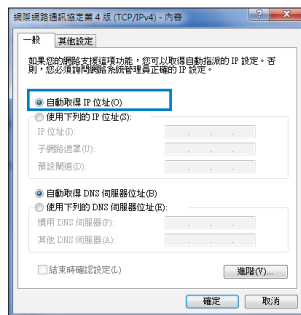 網際網路通訊協定第 4 版 (TCP/IPv4) - 內容
一般
其他設定
如果您的網路支援這項功能，您可以取得自動指派的 IP 設定。否
則，您必須詢問網路系統管理員正確的 IP 設定。
自動取得 IP 位址(O)
使用下列的 IP 位址(S):
IP 位址(I):
子網路遮罩(U):
預設閘道(D):
自動取得 DNS 伺服器位址(B)
使用下列的 DNS 伺服器位址(E):
慣用 DNS 伺服器(P):
其他 DNS 伺服器(A):
結束時確認設定(L)
進階(V)...
確定
取消